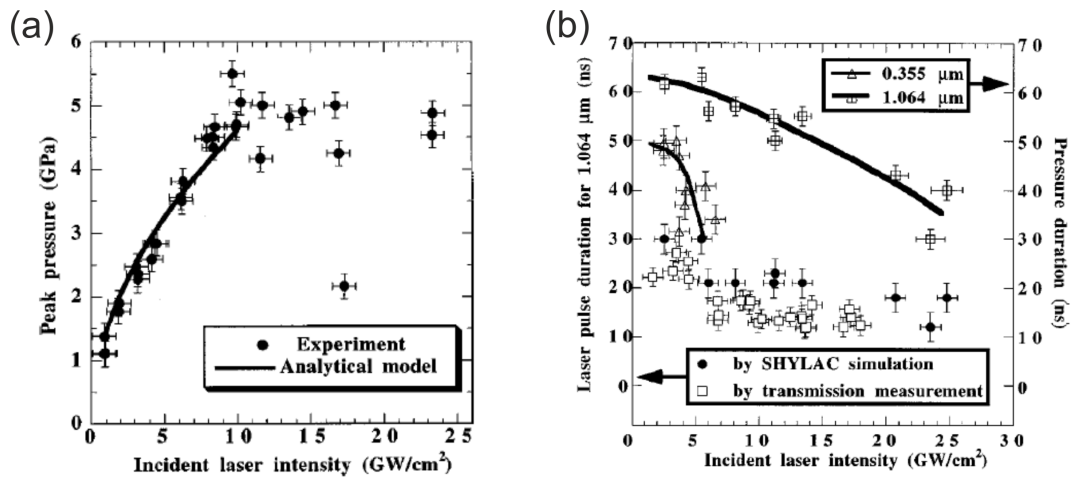 (a)
6
5
4
3
2
1
0
Peak pressure (GPa)
Experiment
Analytical model
0 5 10 15 20 25
Incident laser intensity (GW/cm²)
(b)
70
60
50
40
30
20
10
0
Laser pulse duration for 1.064 µm (ns)
0.355 µm
1.064 µm
by SHYLAC simulation
by transmission measurement
70
60
50
40
30
20
10
0
Pressure duration (ns)
0 5 10 15 20 25 30
Incident laser intensity (GW/cm²)